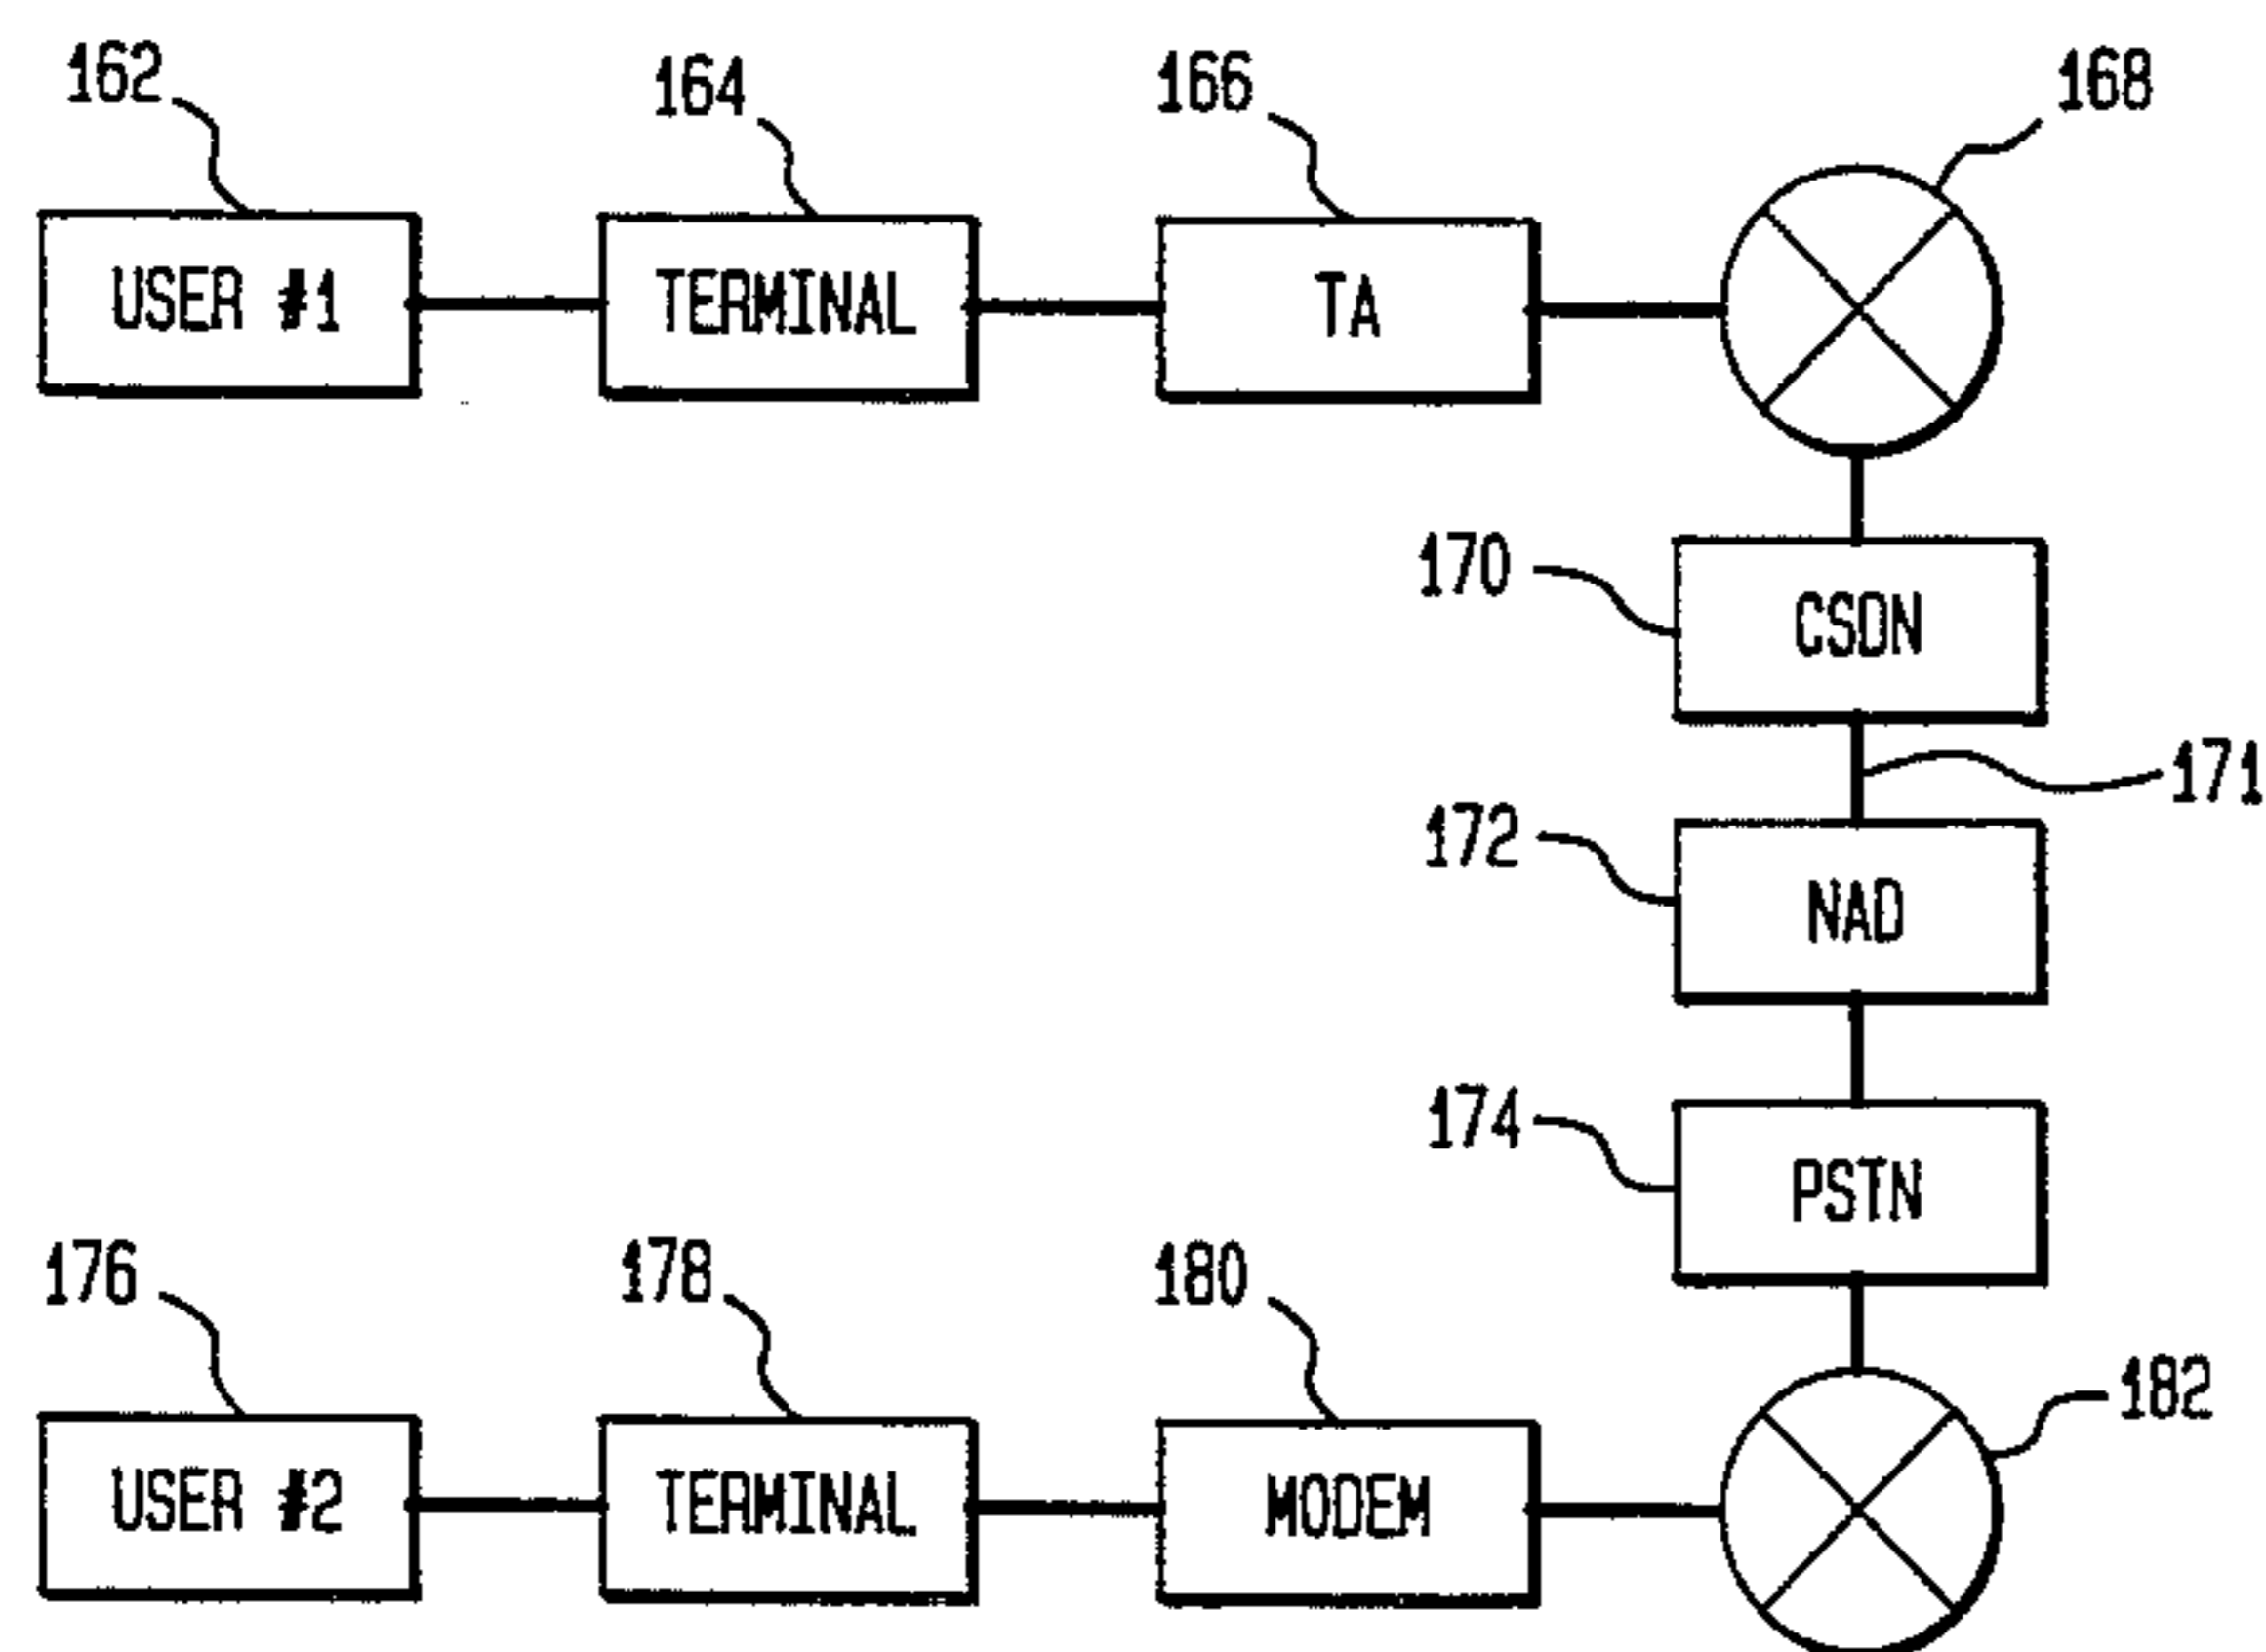 162
164
166
168
USER #1
TERMINAL
TA
170
CSDN
171
172
NAD
174
PSTN
176
178
180
182
USER #2
TERMINAL
MODEM